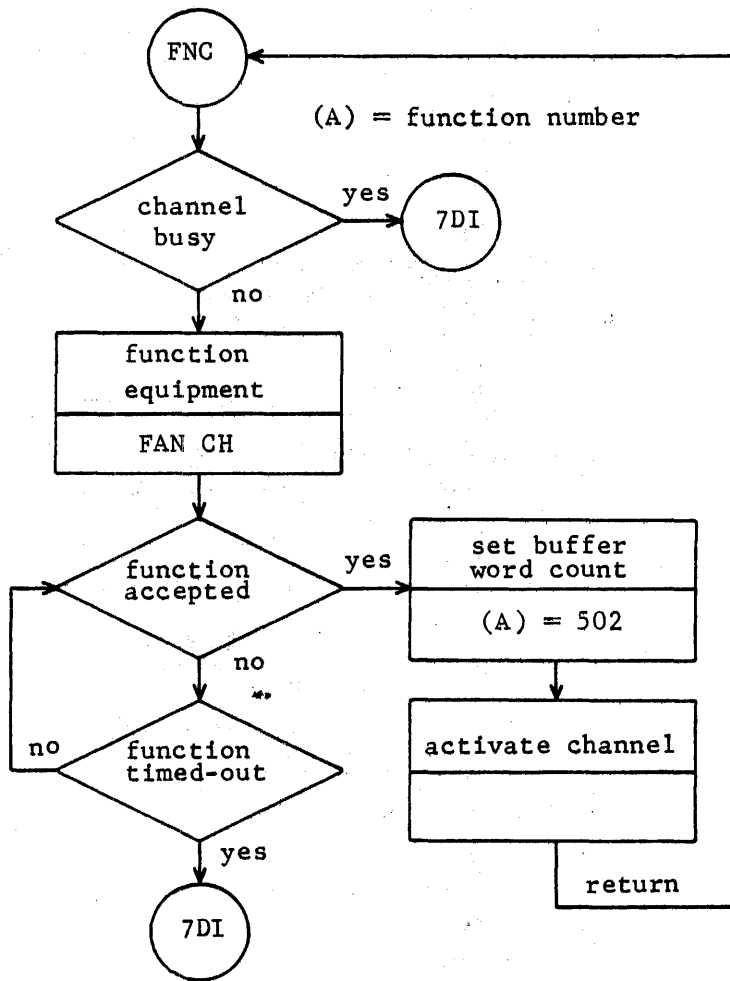 FNC
(A) = function number
channel
busy
yes
7DI
no
function
equipment
FAN CH
function
accepted
yes
set buffer
word count
(A) = 502
no
activate channel
function
timed-out
no
yes
return
7DI